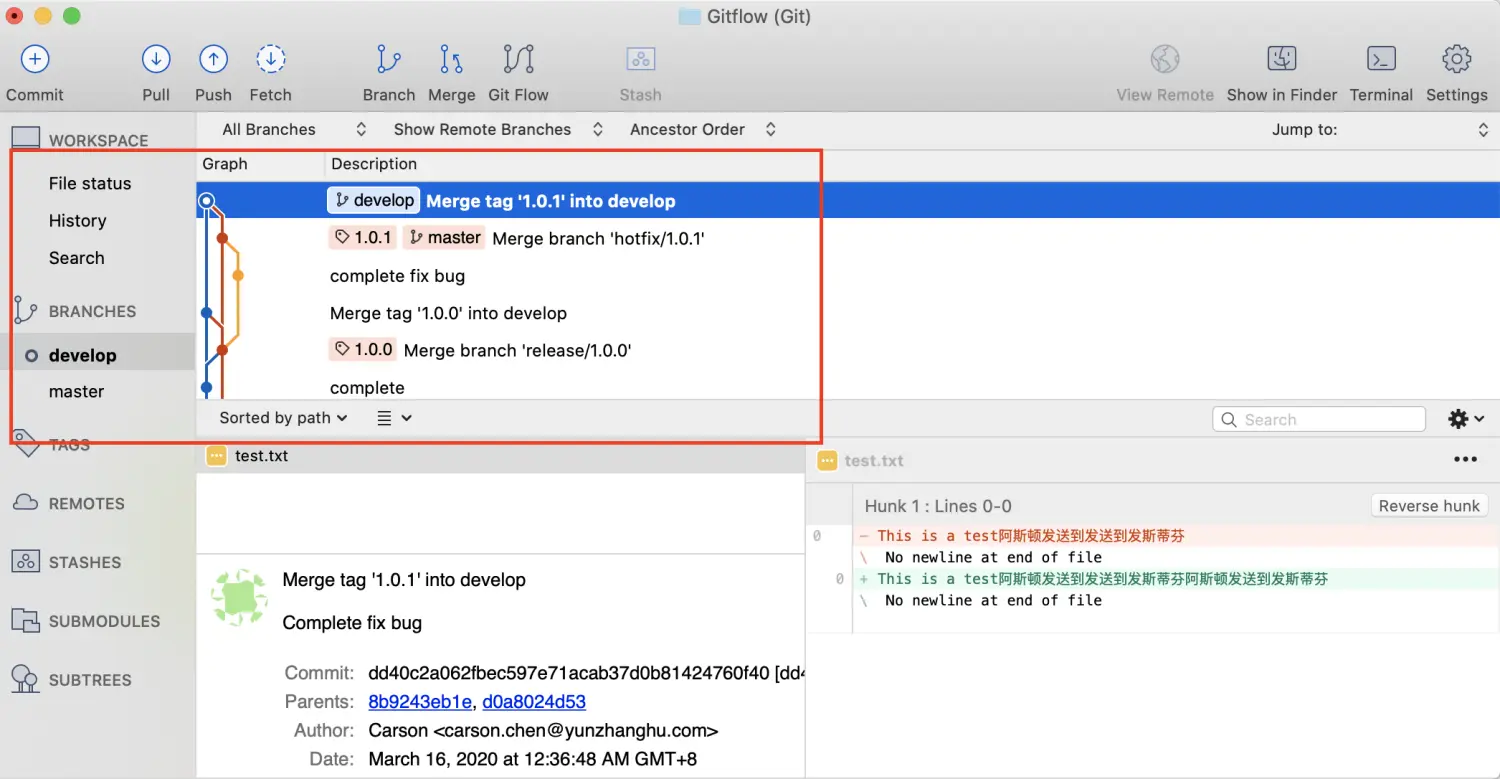 Gitflow (Git)
Commit Pull Push Fetch Branch Merge Git Flow Stash View Remote Show in Finder Terminal Settings
WORKSPACE
File status
History
Search
BRANCHES
develop
master
TAGS
REMOTES
STASHES
SUBMODULES
SUBTREES
All Branches Show Remote Branches Ancestor Order Jump to:
Graph Description
develop Merge tag '1.0.1' into develop
1.0.1 master Merge branch 'hotfix/1.0.1'
complete fix bug
Merge tag '1.0.0' into develop
1.0.0 Merge branch 'release/1.0.0'
complete
Sorted by path Search
test.txt
Merge tag '1.0.1' into develop
Complete fix bug
Commit: dd40c2a062fbec597e71acab37d0b81424760f40 [dd4
Parents: 8b9243eb1e, d0a8024d53
Author: Carson <carson.chen@yunzhanghu.com>
Date: March 16, 2020 at 12:36:48 AM GMT+8
test.txt
Hunk 1 : Lines 0-0 Reverse hunk
0 - This is a test阿斯顿发送到发送到发斯蒂芬
\ No newline at end of file
0 + This is a test阿斯顿发送到发送到发斯蒂芬阿斯顿发送到发斯蒂芬
\ No newline at end of file